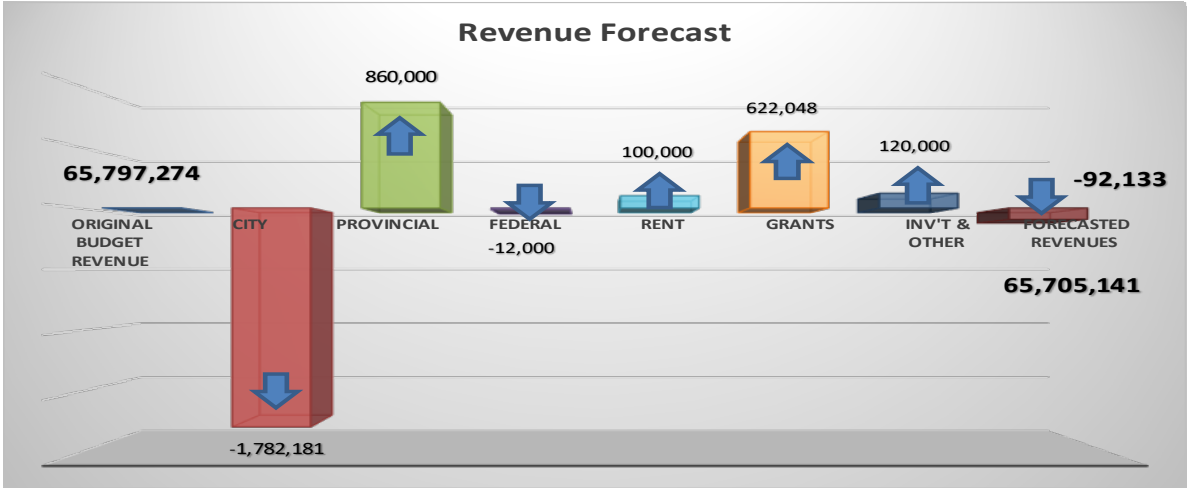 Revenue Forecast
860,000
622,048
65,797,274
100,000
120,000
-92,133
ORIGINAL
BUDGET
REVENUE
CITY
PROVINCIAL
FEDERAL
RENT
GRANTS
INV'T &
OTHER
FORECASTED
REVENUES
-12,000
65,705,141
-1,782,181